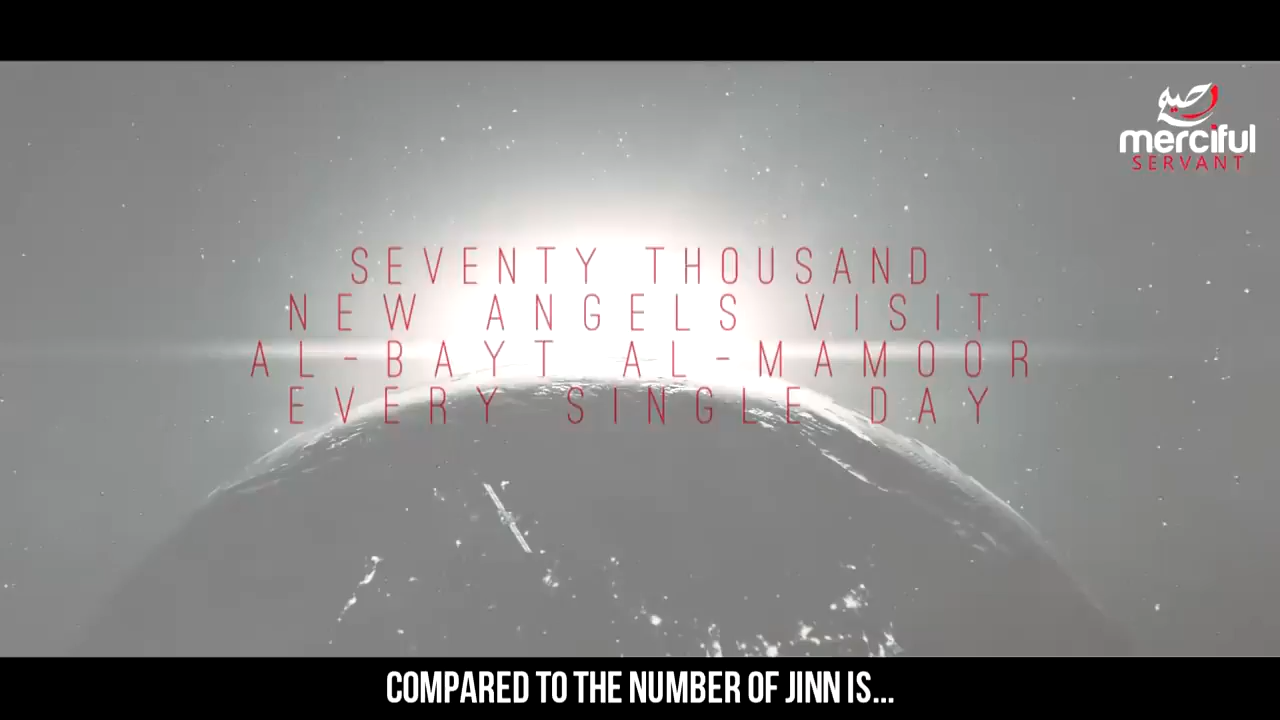 رحيم
merciful
SERVANT
SEVENTY THOUSAND
NEW ANGELS VISIT
AL-BAYT AL-MAMOOR
EVERY SINGLE DAY
COMPARED TO THE NUMBER OF JINN IS...